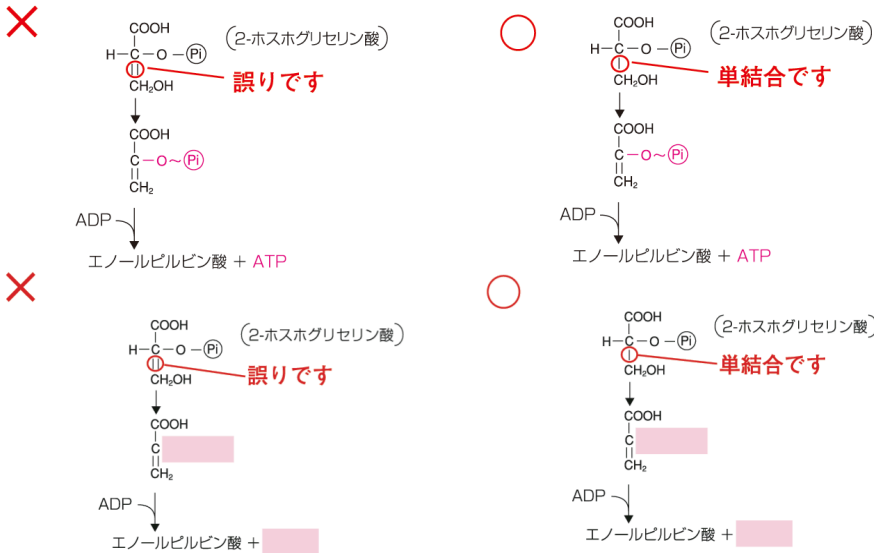 ×
COOH
(2-ホスホグリセリン酸)
H-C-O-Pi
誤りです
CH₂OH
COOH
C-O~Pi
CH₂
ADP
エノールピルビン酸 + ATP
○
COOH
(2-ホスホグリセリン酸)
H-C-O-Pi
単結合です
CH₂OH
COOH
C-O~Pi
CH₂
ADP
エノールピルビン酸 + ATP
×
COOH
(2-ホスホグリセリン酸)
H-C-O-Pi
誤りです
CH₂OH
COOH
C
CH₂
ADP
エノールピルビン酸 +
○
COOH
(2-ホスホグリセリン酸)
H-C-O-Pi
単結合です
CH₂OH
COOH
C
CH₂
ADP
エノールピルビン酸 +